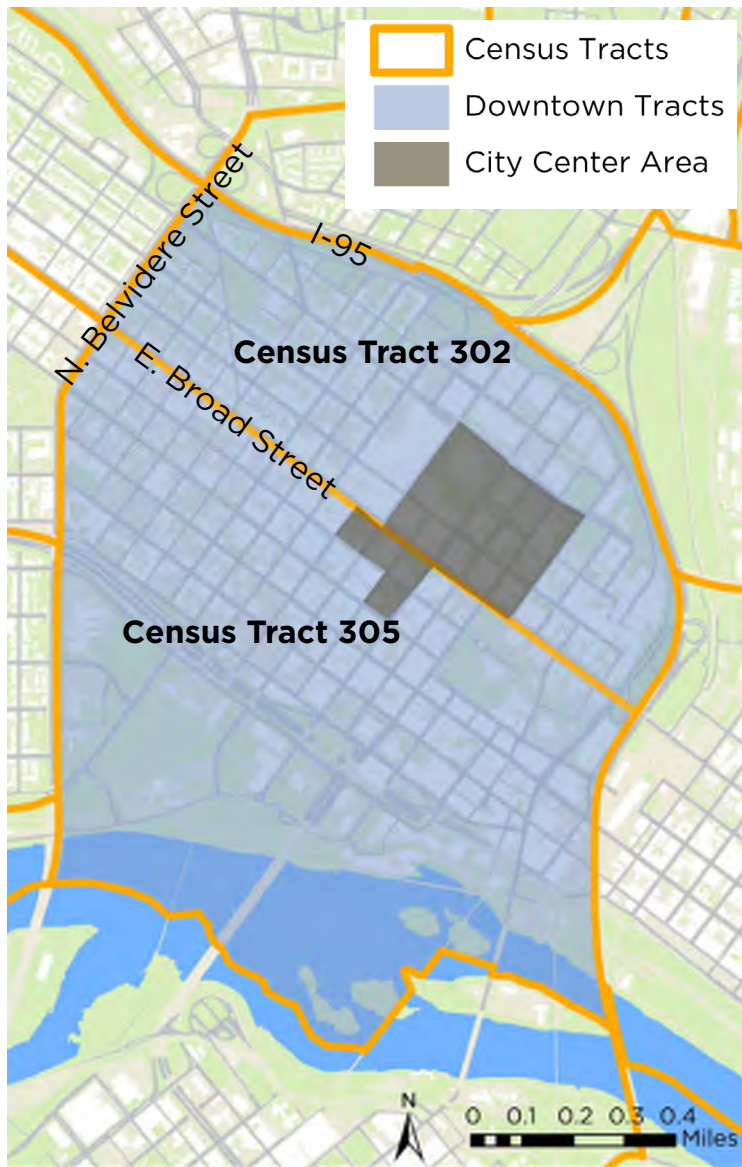 Census Tracts
Downtown Tracts
City Center Area
N. Belvidere Street
I-95
Census Tract 302
E. Broad Street
Census Tract 305
N
0 0.1 0.2 0.3 0.4
Miles